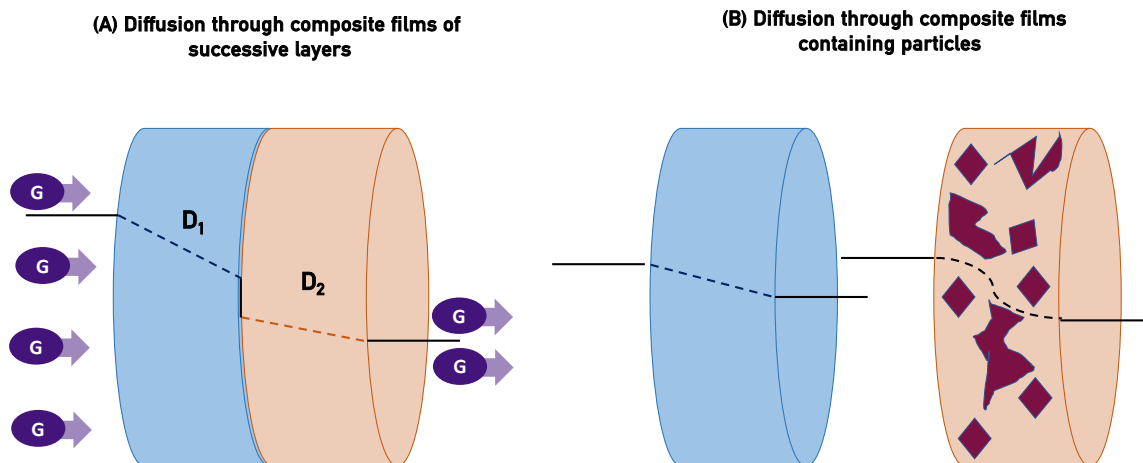 (A) Diffusion through composite films of
successive layers
(B) Diffusion through composite films
containing particles
G
D1
G
D2
G
G
G
G